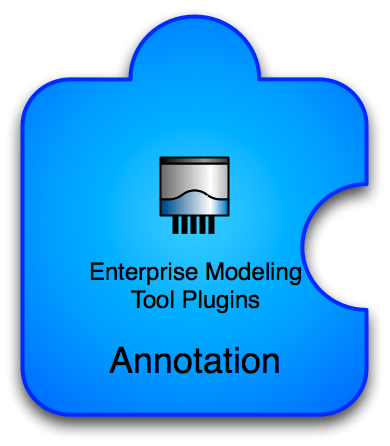 Enterprise Modeling
Tool Plugins
Annotation